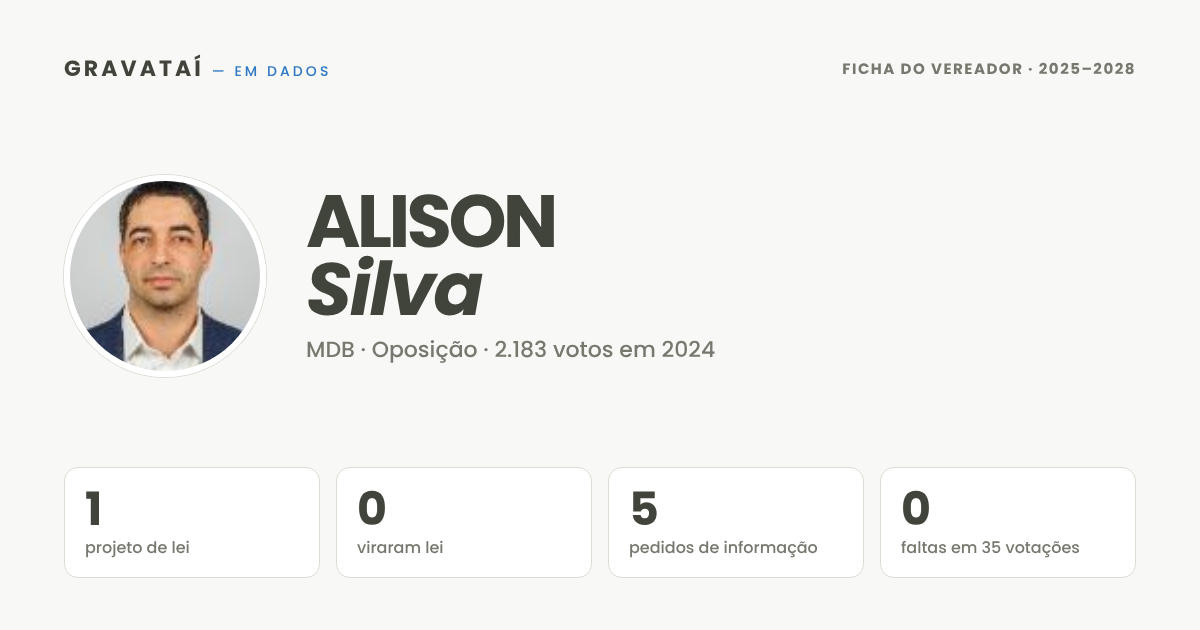 GRAVATAÍ — EM DADOS
FICHA DO VEREADOR · 2025–2028
ALISON
Silva
MDB · Oposição · 2.183 votos em 2024
1
projeto de lei
0
viraram lei
5
pedidos de informação
0
faltas em 35 votações